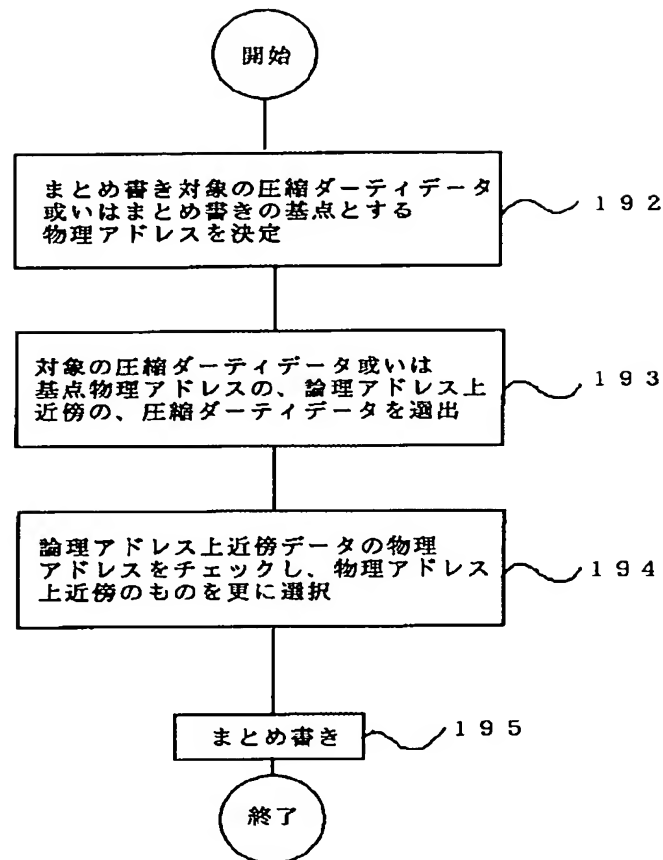 開始
まとめ書き対象の圧縮ダーティデータ
或いはまとめ書きの基点とする
物理アドレスを決定
192
対象の圧縮ダーティデータ或いは
基点物理アドレスの、論理アドレス上
近傍の、圧縮ダーティデータを選出
193
論理アドレス上近傍データの物理
アドレスをチェックし、物理アドレス
上近傍のものを更に選択
194
まとめ書き
195
終了